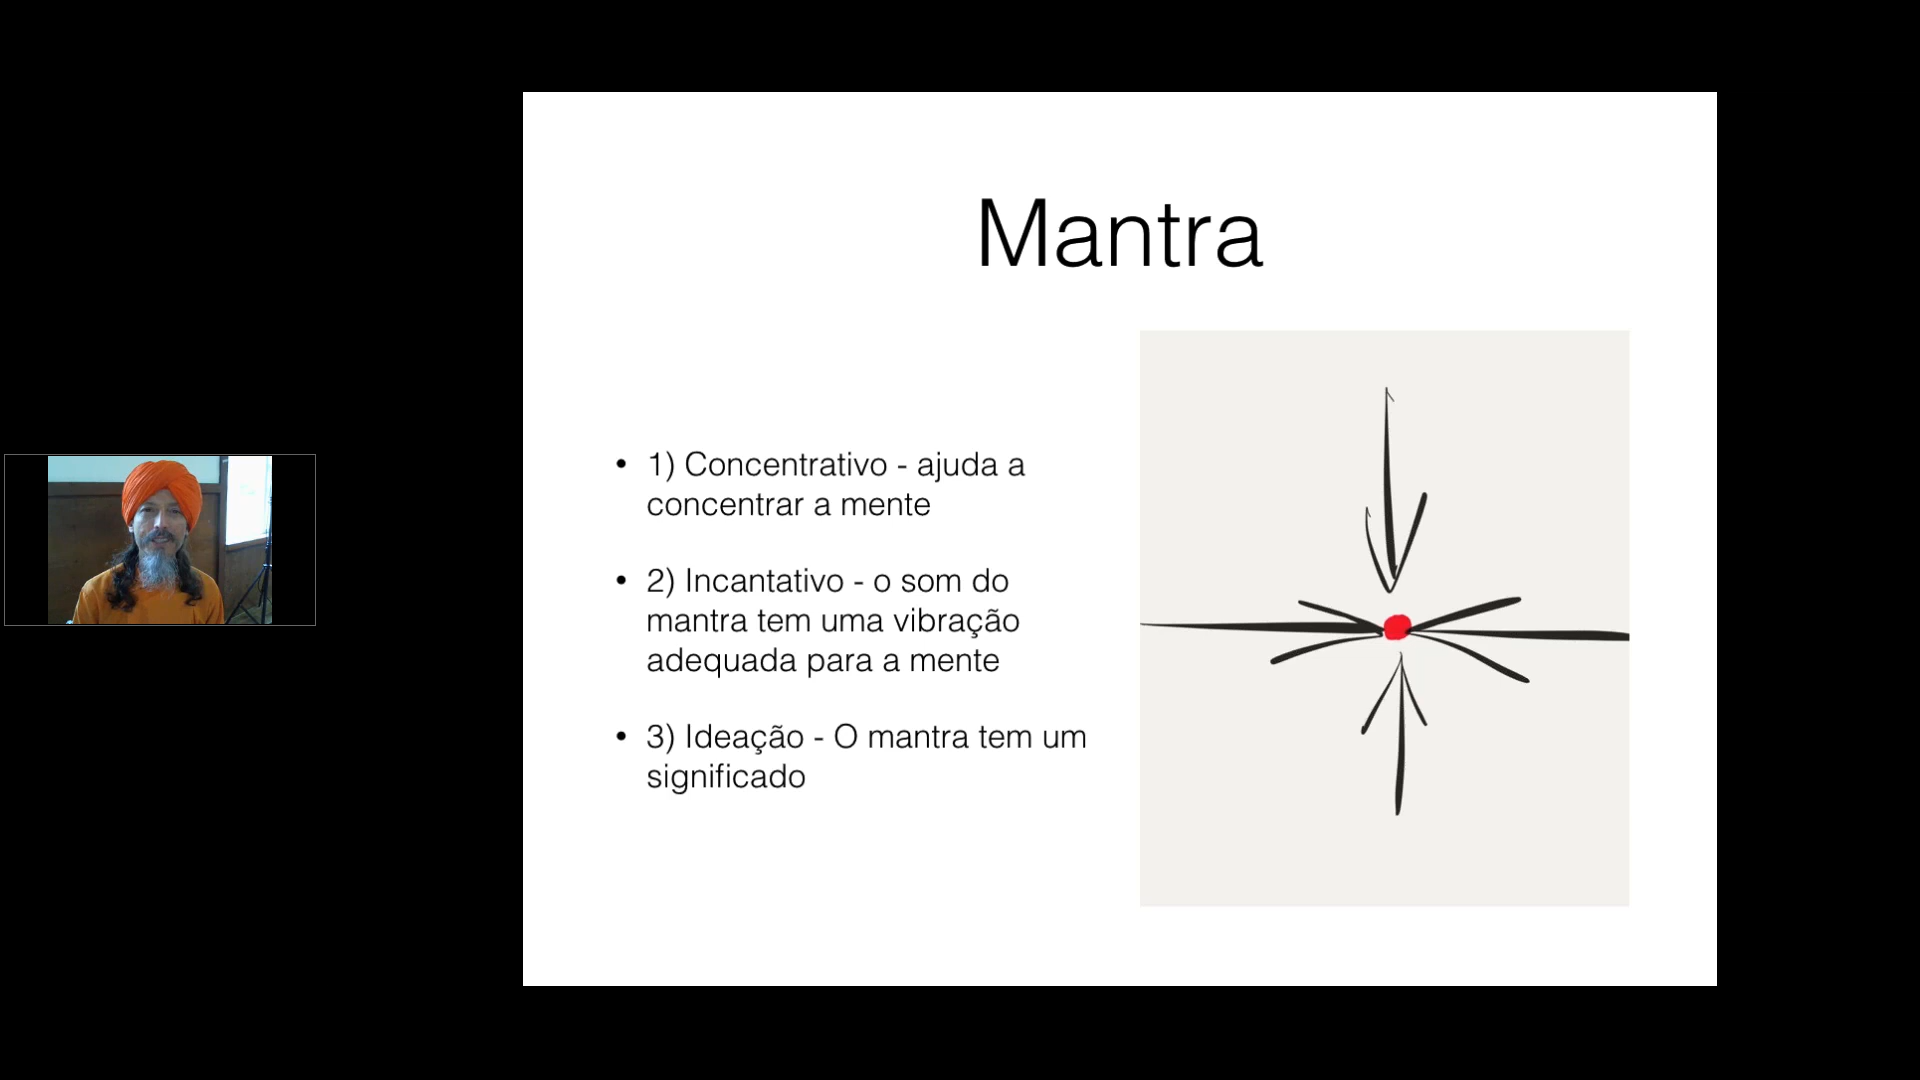 Mantra
• 1) Concentrativo - ajuda a
concentrar a mente
• 2) Incantativo - o som do
mantra tem uma vibração
adequada para a mente
• 3) Ideação - O mantra tem um
significado